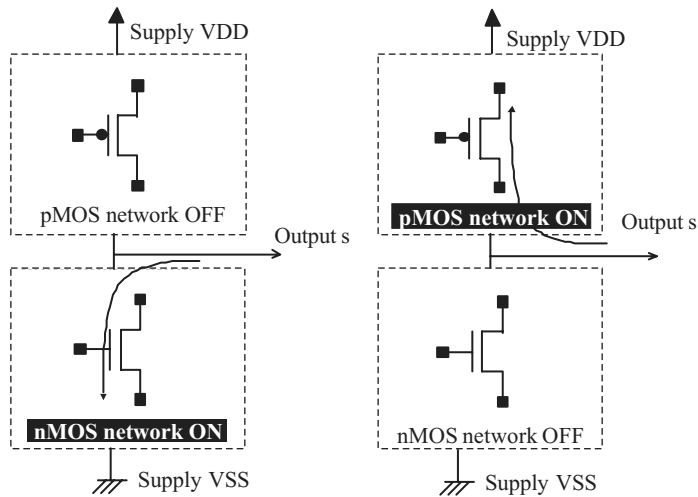 Supply VDD
pMOS network OFF
Output s
nMOS network ON
Supply VSS
Supply VDD
pMOS network ON
Output s
nMOS network OFF
Supply VSS